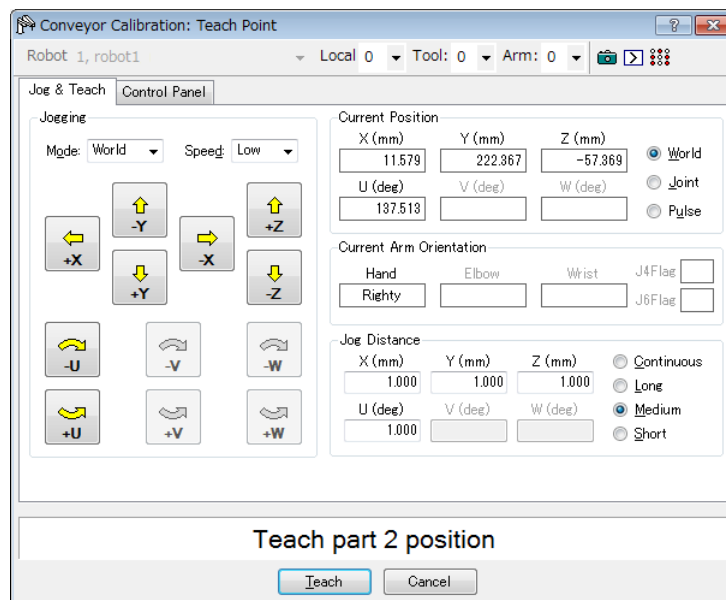 Conveyor Calibration: Teach Point
Robot 1, robot1 Local 0 Tool: 0 Arm: 0
Jog & Teach Control Panel
Jogging
Mode: World Speed: Low
-Y +Z
+X -X
+Y -Z
-U -V -W
+U +V +W
Current Position
X (mm) Y (mm) Z (mm)
11.579 222.367 -57.369
U (deg) V (deg) W (deg)
137.513
World
Joint
Pulse
Current Arm Orientation
Hand Elbow Wrist J4Flag
Righty J6Flag
Jog Distance
X (mm) Y (mm) Z (mm)
1.000 1.000 1.000
U (deg) V (deg) W (deg)
1.000
Continuous
Long
Medium
Short
Teach part 2 position
Teach Cancel